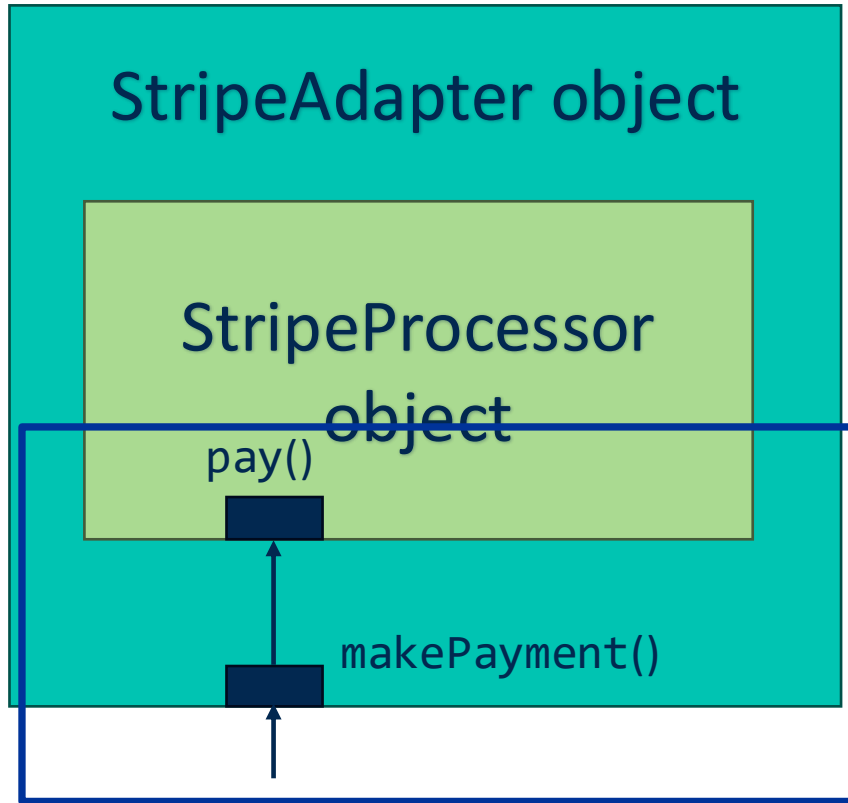 StripeAdapter object
StripeProcessor
object
pay()
makePayment()